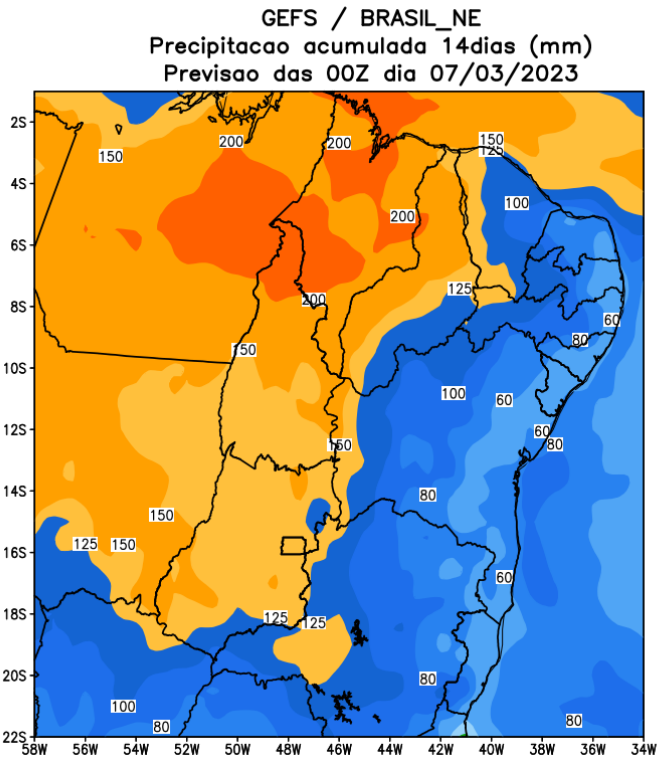 GEFS / BRASIL_NE
Precipitacao acumulada 14dias (mm)
Previsao das 00Z dia 07/03/2023
2S
150
200
200
150
125
4S
100
200
6S
125
200
8S
60
80
150
10S
100
60
12S
60
150
80
14S
80
150
125
150
16S
60
18S
125
125
20S
80
100
80
80
22S
58W 56W 54W 52W 50W 48W 46W 44W 42W 40W 38W 36W 34W